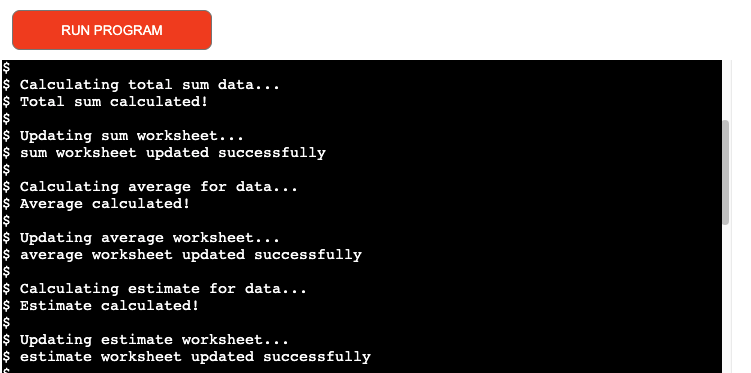 RUN PROGRAM
$
$ Calculating total sum data...
$ Total sum calculated!
$
$ Updating sum worksheet...
$ sum worksheet updated successfully
$
$ Calculating average for data...
$ Average calculated!
$
$ Updating average worksheet...
$ average worksheet updated successfully
$
$ Calculating estimate for data...
$ Estimate calculated!
$
$ Updating estimate worksheet...
$ estimate worksheet updated successfully